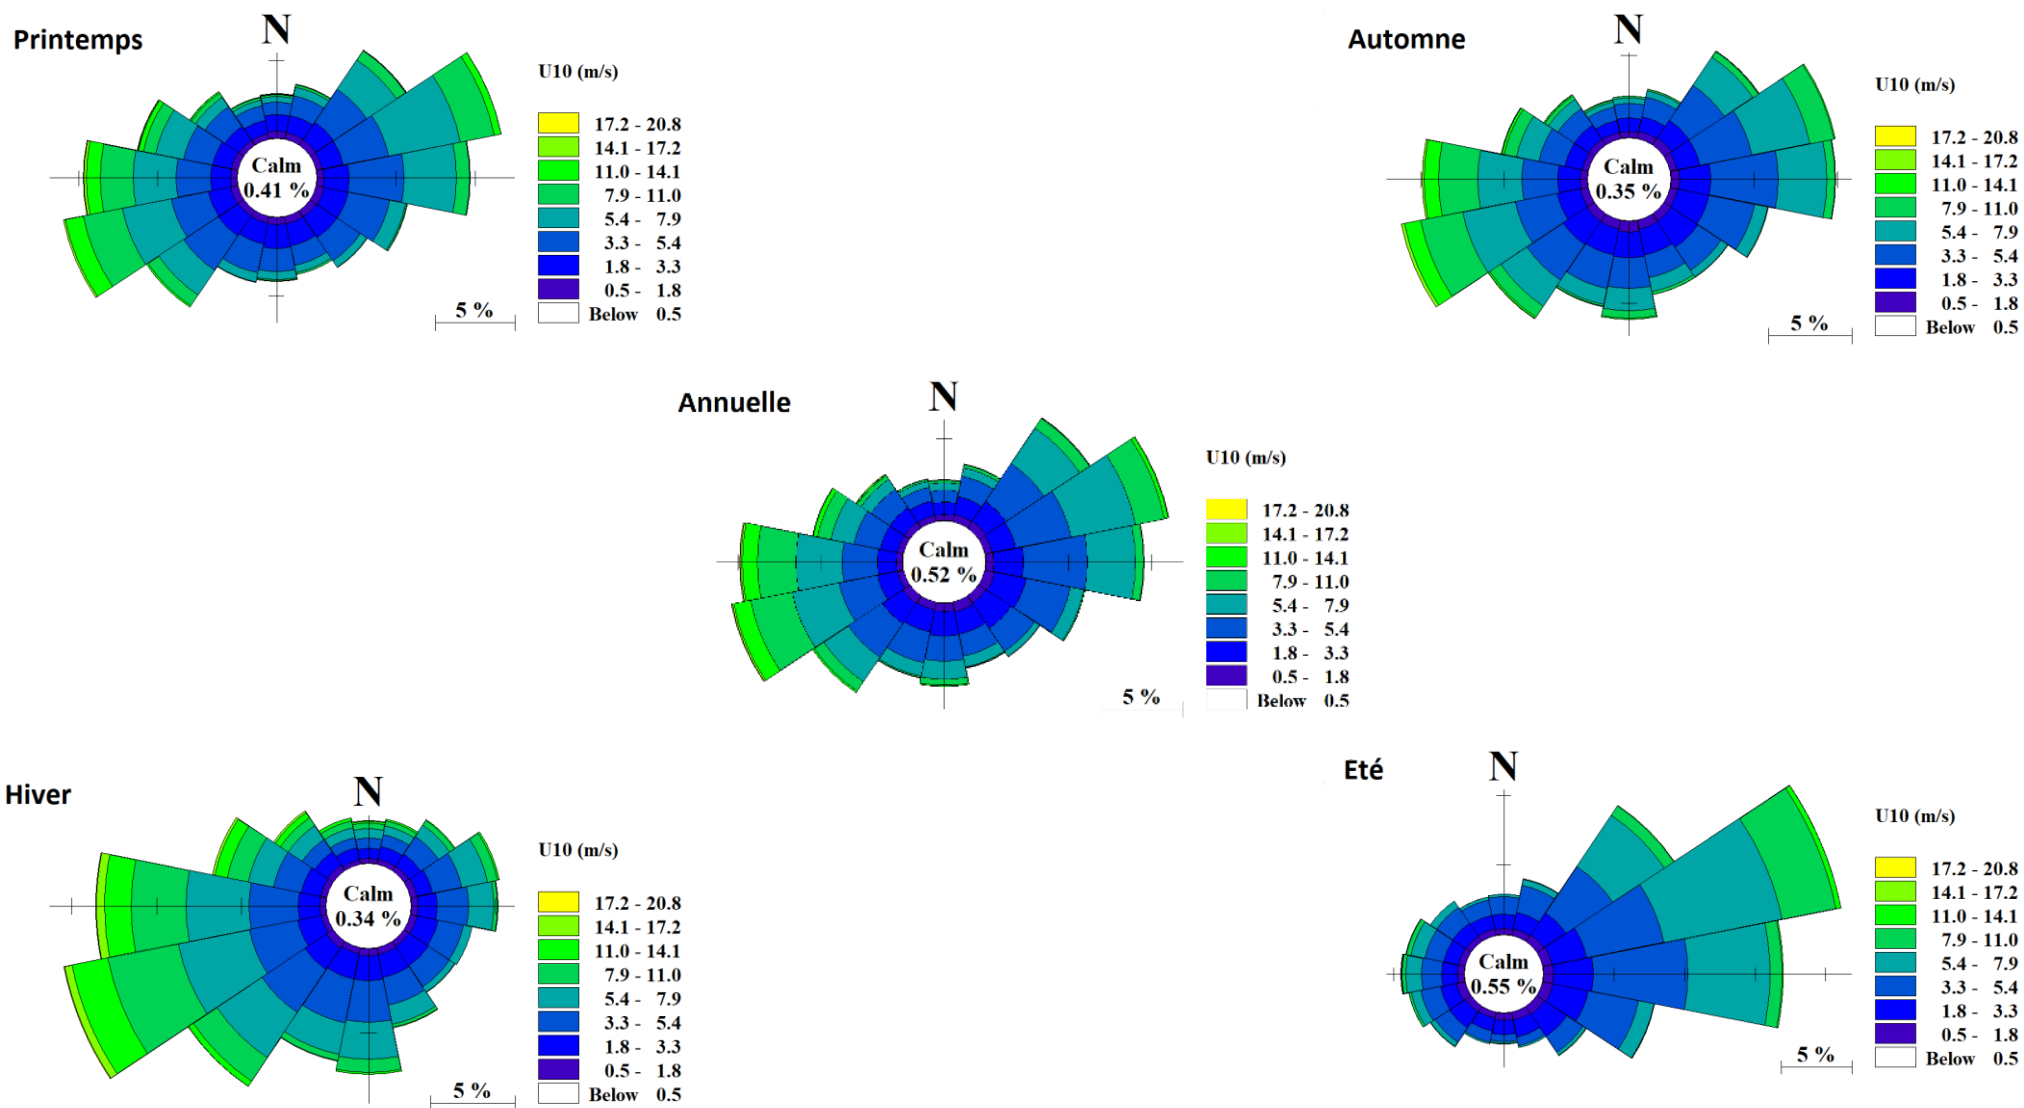 Printemps
N
Calm
0.41 %
U10 (m/s)
17.2 - 20.8
14.1 - 17.2
11.0 - 14.1
7.9 - 11.0
5.4 - 7.9
3.3 - 5.4
1.8 - 3.3
0.5 - 1.8
Below 0.5
5 %
Automne
N
Calm
0.35 %
U10 (m/s)
17.2 - 20.8
14.1 - 17.2
11.0 - 14.1
7.9 - 11.0
5.4 - 7.9
3.3 - 5.4
1.8 - 3.3
0.5 - 1.8
Below 0.5
5 %
Annuelle
N
Calm
0.52 %
U10 (m/s)
17.2 - 20.8
14.1 - 17.2
11.0 - 14.1
7.9 - 11.0
5.4 - 7.9
3.3 - 5.4
1.8 - 3.3
0.5 - 1.8
Below 0.5
5 %
Hiver
N
Calm
0.34 %
U10 (m/s)
17.2 - 20.8
14.1 - 17.2
11.0 - 14.1
7.9 - 11.0
5.4 - 7.9
3.3 - 5.4
1.8 - 3.3
0.5 - 1.8
Below 0.5
5 %
Eté
N
Calm
0.55 %
U10 (m/s)
17.2 - 20.8
14.1 - 17.2
11.0 - 14.1
7.9 - 11.0
5.4 - 7.9
3.3 - 5.4
1.8 - 3.3
0.5 - 1.8
Below 0.5
5 %